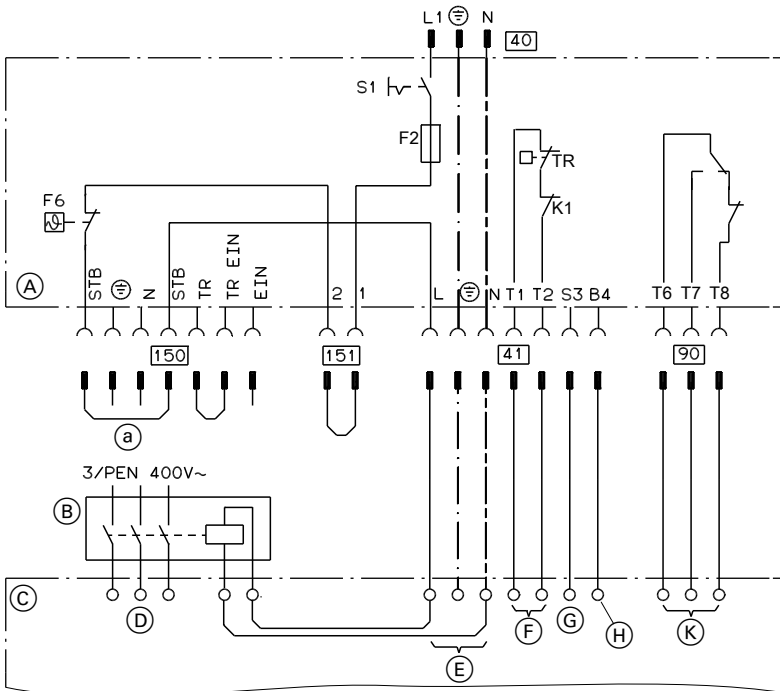 L1 ⏚ N
40
S1
F2
TR
F6
K1
A
STB ⏚ N STB TR TR EIN EIN
2 1
L ⏚ N T1 T2 S3 B4
T6 T7 T8
150 151 41 90
a
3/PEN 400V~
B
C
D
E
F
G
H
K